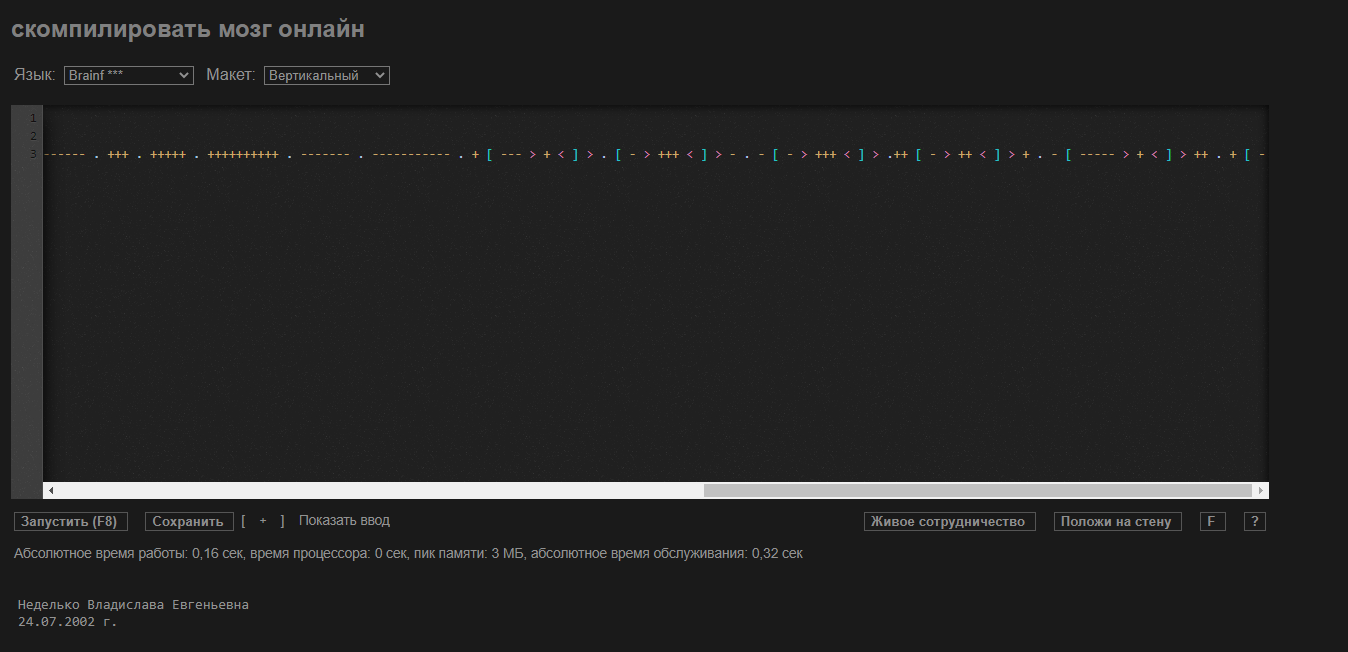 скомпилировать мозг онлайн
Язык: Brainf *** Макет: Вертикальный
1
2
3 ------ . +++ . +++++ . ++++++++++ . ------- . ----------- . + [ --- > + < ] > . [ - > +++ < ] > - . - [ - > +++ < ] > .++ [ - > ++ < ] > + . - [ ----- > + < ] > ++ . + [ -
Запустить (F8) Сохранить [ + ] Показать ввод Живое сотрудничество Положи на стену F ?
Абсолютное время работы: 0,16 сек, время процессора: 0 сек, пик памяти: 3 МБ, абсолютное время обслуживания: 0,32 сек
Неделько Владислава Евгеньевна
24.07.2002 г.